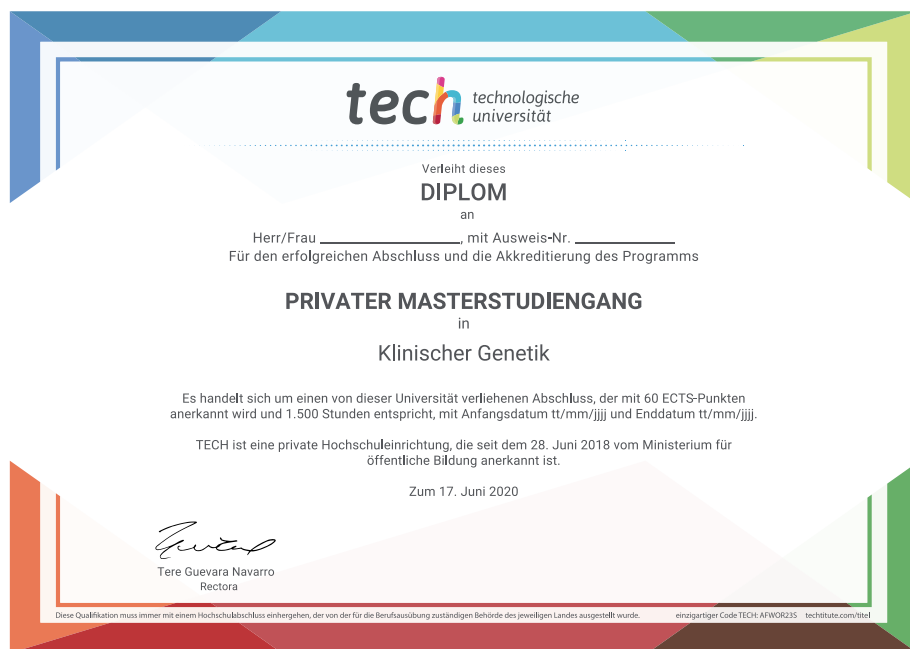 tech technologische
universität
Verleiht dieses
DIPLOM
an
Herr/Frau ____________________, mit Ausweis-Nr. ______________
Für den erfolgreichen Abschluss und die Akkreditierung des Programms
PRIVATER MASTERSTUDIENGANG
in
Klinischer Genetik
Es handelt sich um einen von dieser Universität verliehenen Abschluss, der mit 60 ECTS-Punkten
anerkannt wird und 1.500 Stunden entspricht, mit Anfangsdatum tt/mm/jjjj und Enddatum tt/mm/jjjj.
TECH ist eine private Hochschuleinrichtung, die seit dem 28. Juni 2018 vom Ministerium für
öffentliche Bildung anerkannt ist.
Zum 17. Juni 2020
Tere Guevara Navarro
Rectora
Diese Qualifikation muss immer mit einem Hochschulabschluss einhergehen, der von der für die Berufsausübung zuständigen Behörde des jeweiligen Landes ausgestellt wurde. einzigartiger Code TECH: AFWOR23S techtitute.com/titel